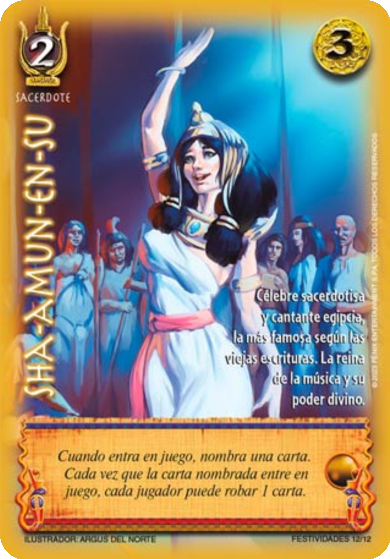 2
3
SACERDOTE
SHA-AMUN-EN-SU
Célebre sacerdotisa
y cantante egipcia,
la más famosa según las
viejas escrituras. La reina
de la música y su
poder divino.
Cuando entra en juego, nombra una carta.
Cada vez que la carta nombrada entre en
juego, cada jugador puede robar 1 carta.
ILUSTRADOR: ARGUS DEL NORTE
FESTIVIDADES 12/12